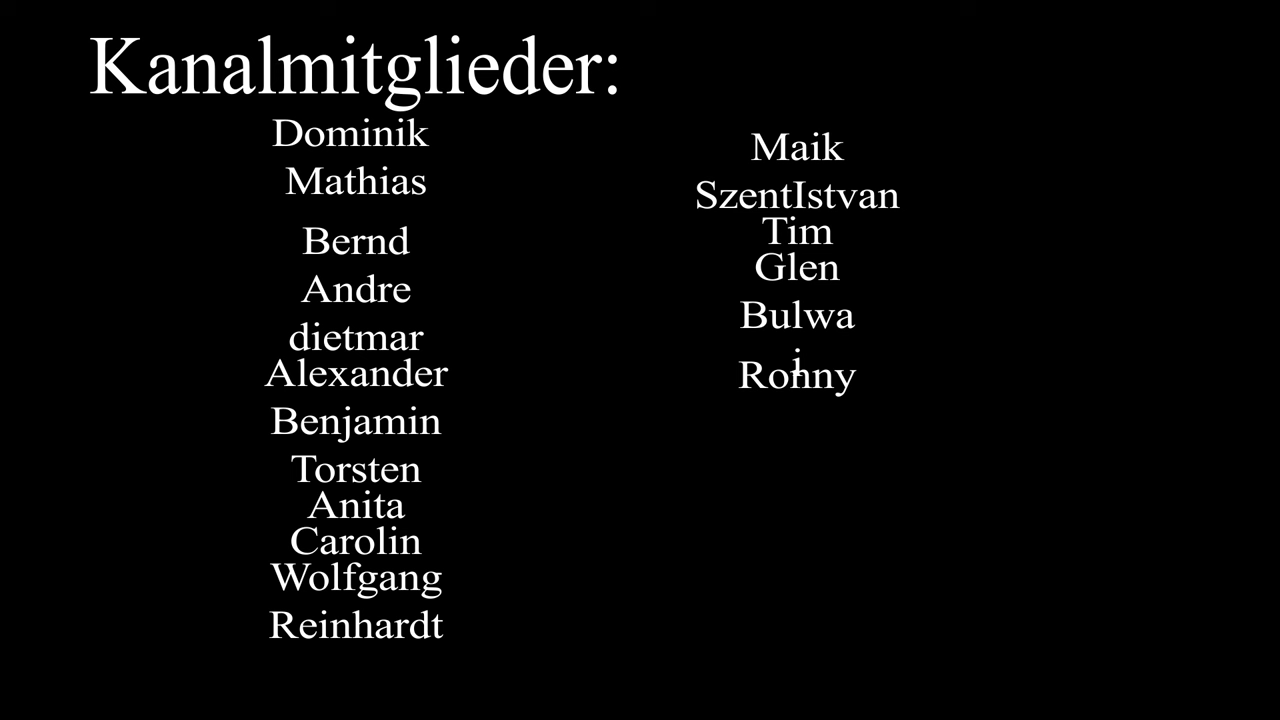 Kanalmitglieder:
Dominik
Mathias
Bernd
Andre
dietmar
Alexander
Benjamin
Torsten
Anita
Carolin
Wolfgang
Reinhardt
Maik
SzentIstvan
Tim
Glen
Bulwa
i
Ronny